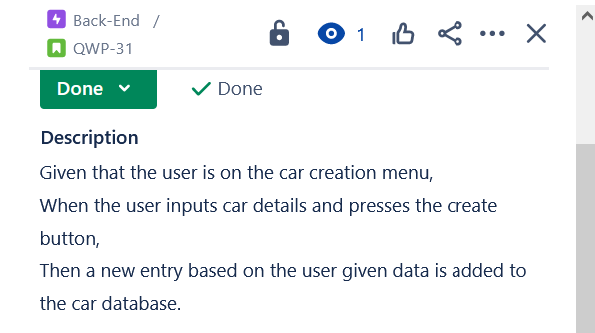 Back-End /
QWP-31
1
Done
Done
Description
Given that the user is on the car creation menu,
When the user inputs car details and presses the create
button,
Then a new entry based on the user given data is added to
the car database.